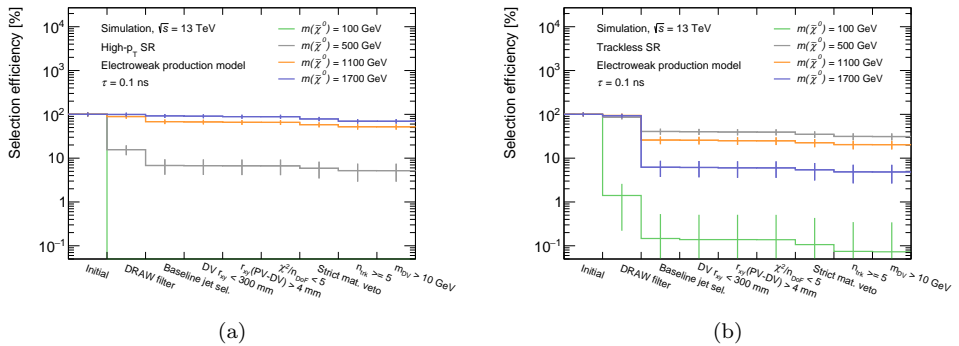 Selection efficiency [%]
10⁴
10³
10²
10
1
10⁻¹
Simulation, √s = 13 TeV
High-p_T SR
Electroweak production model
τ = 0.1 ns
m(χ̃⁰) = 100 GeV
m(χ̃⁰) = 500 GeV
m(χ̃⁰) = 1100 GeV
m(χ̃⁰) = 1700 GeV
Initial
DRAW filter
Baseline jet sel.
DV r_xy < 300 mm
r_xy(PV-DV) > 4 mm
χ²/n_DoF < 5
Strict mat. veto
n_trk >= 5
m_DV > 10 GeV
(a)
Selection efficiency [%]
10⁴
10³
10²
10
1
10⁻¹
Simulation, √s = 13 TeV
Trackless SR
Electroweak production model
τ = 0.1 ns
m(χ̃⁰) = 100 GeV
m(χ̃⁰) = 500 GeV
m(χ̃⁰) = 1100 GeV
m(χ̃⁰) = 1700 GeV
Initial
DRAW filter
Baseline jet sel.
DV r_xy < 300 mm
r_xy(PV-DV) > 4 mm
χ²/n_DoF < 5
Strict mat. veto
n_trk >= 5
m_DV > 10 GeV
(b)